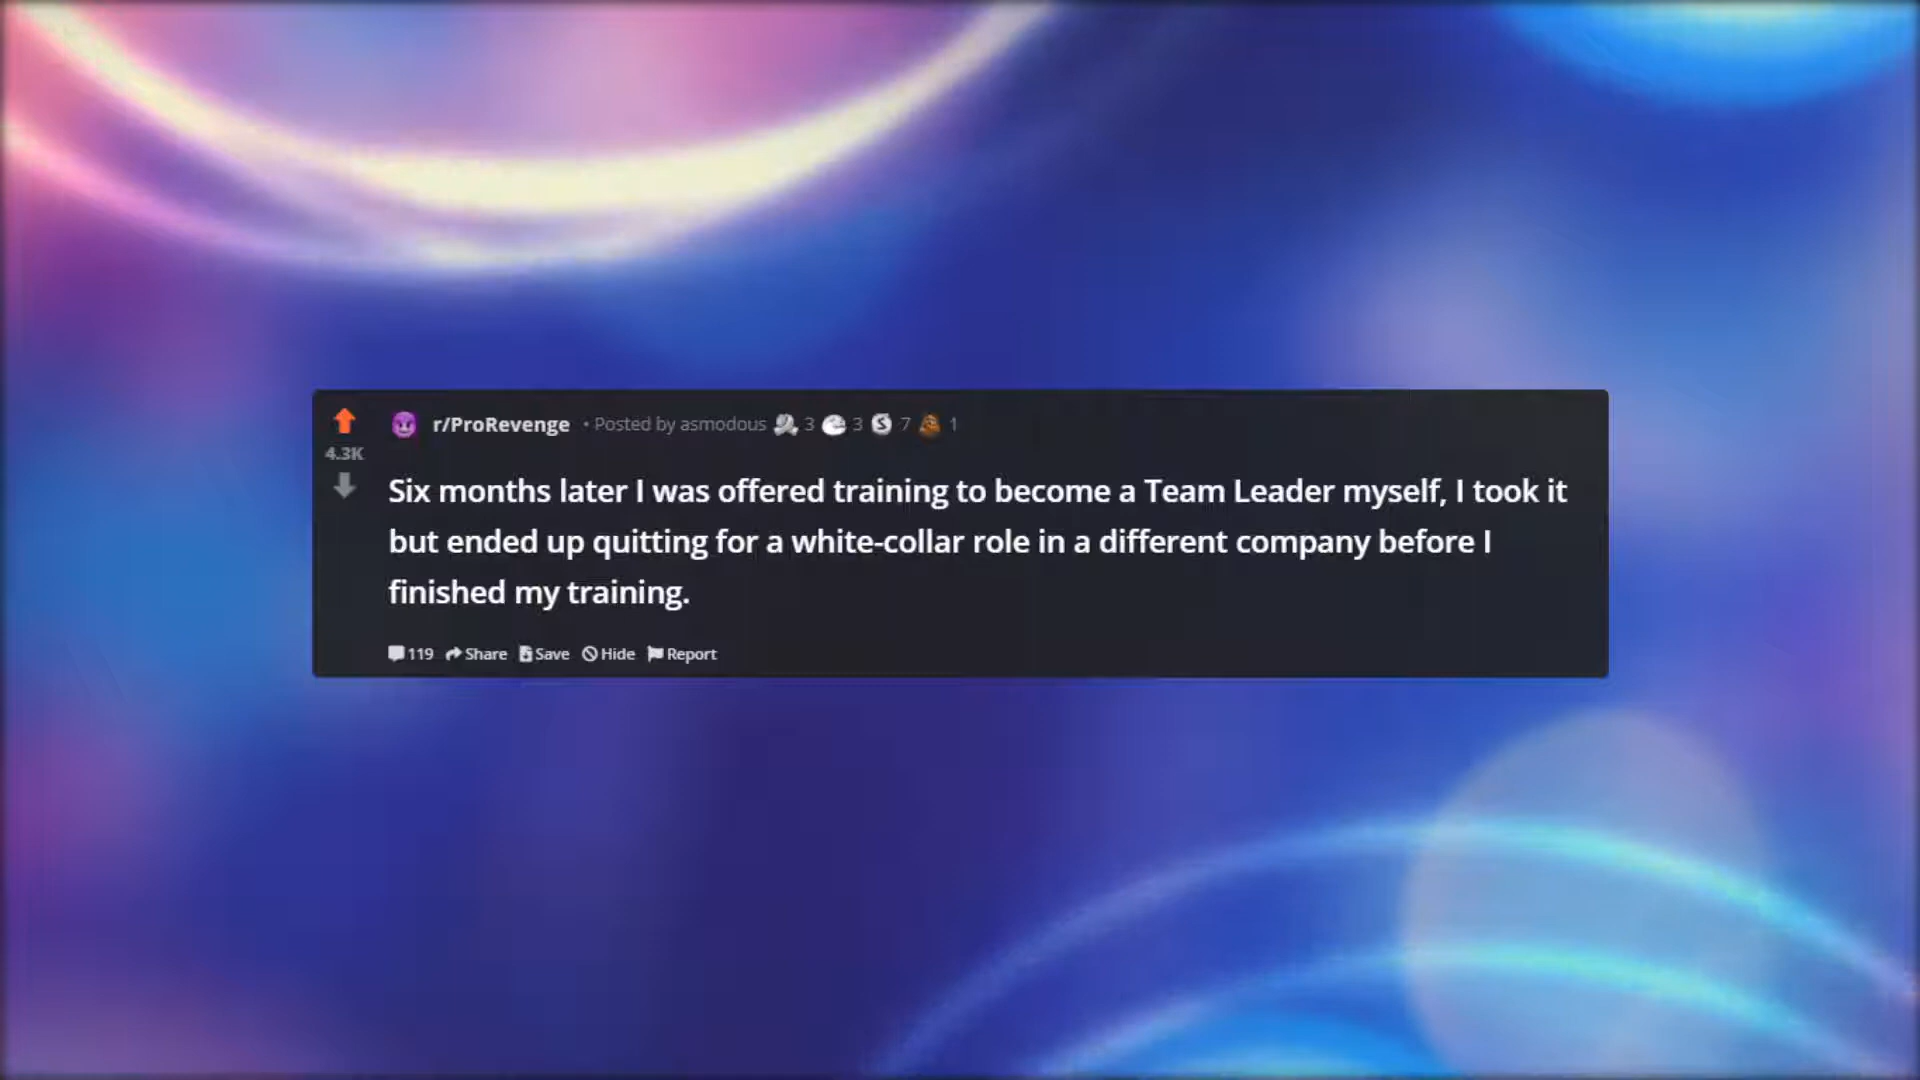 r/ProRevenge • Posted by asmodous 3 3 7 1
4.3K
Six months later I was offered training to become a Team Leader myself, I took it
but ended up quitting for a white-collar role in a different company before I
finished my training.
119 Share Save Hide Report